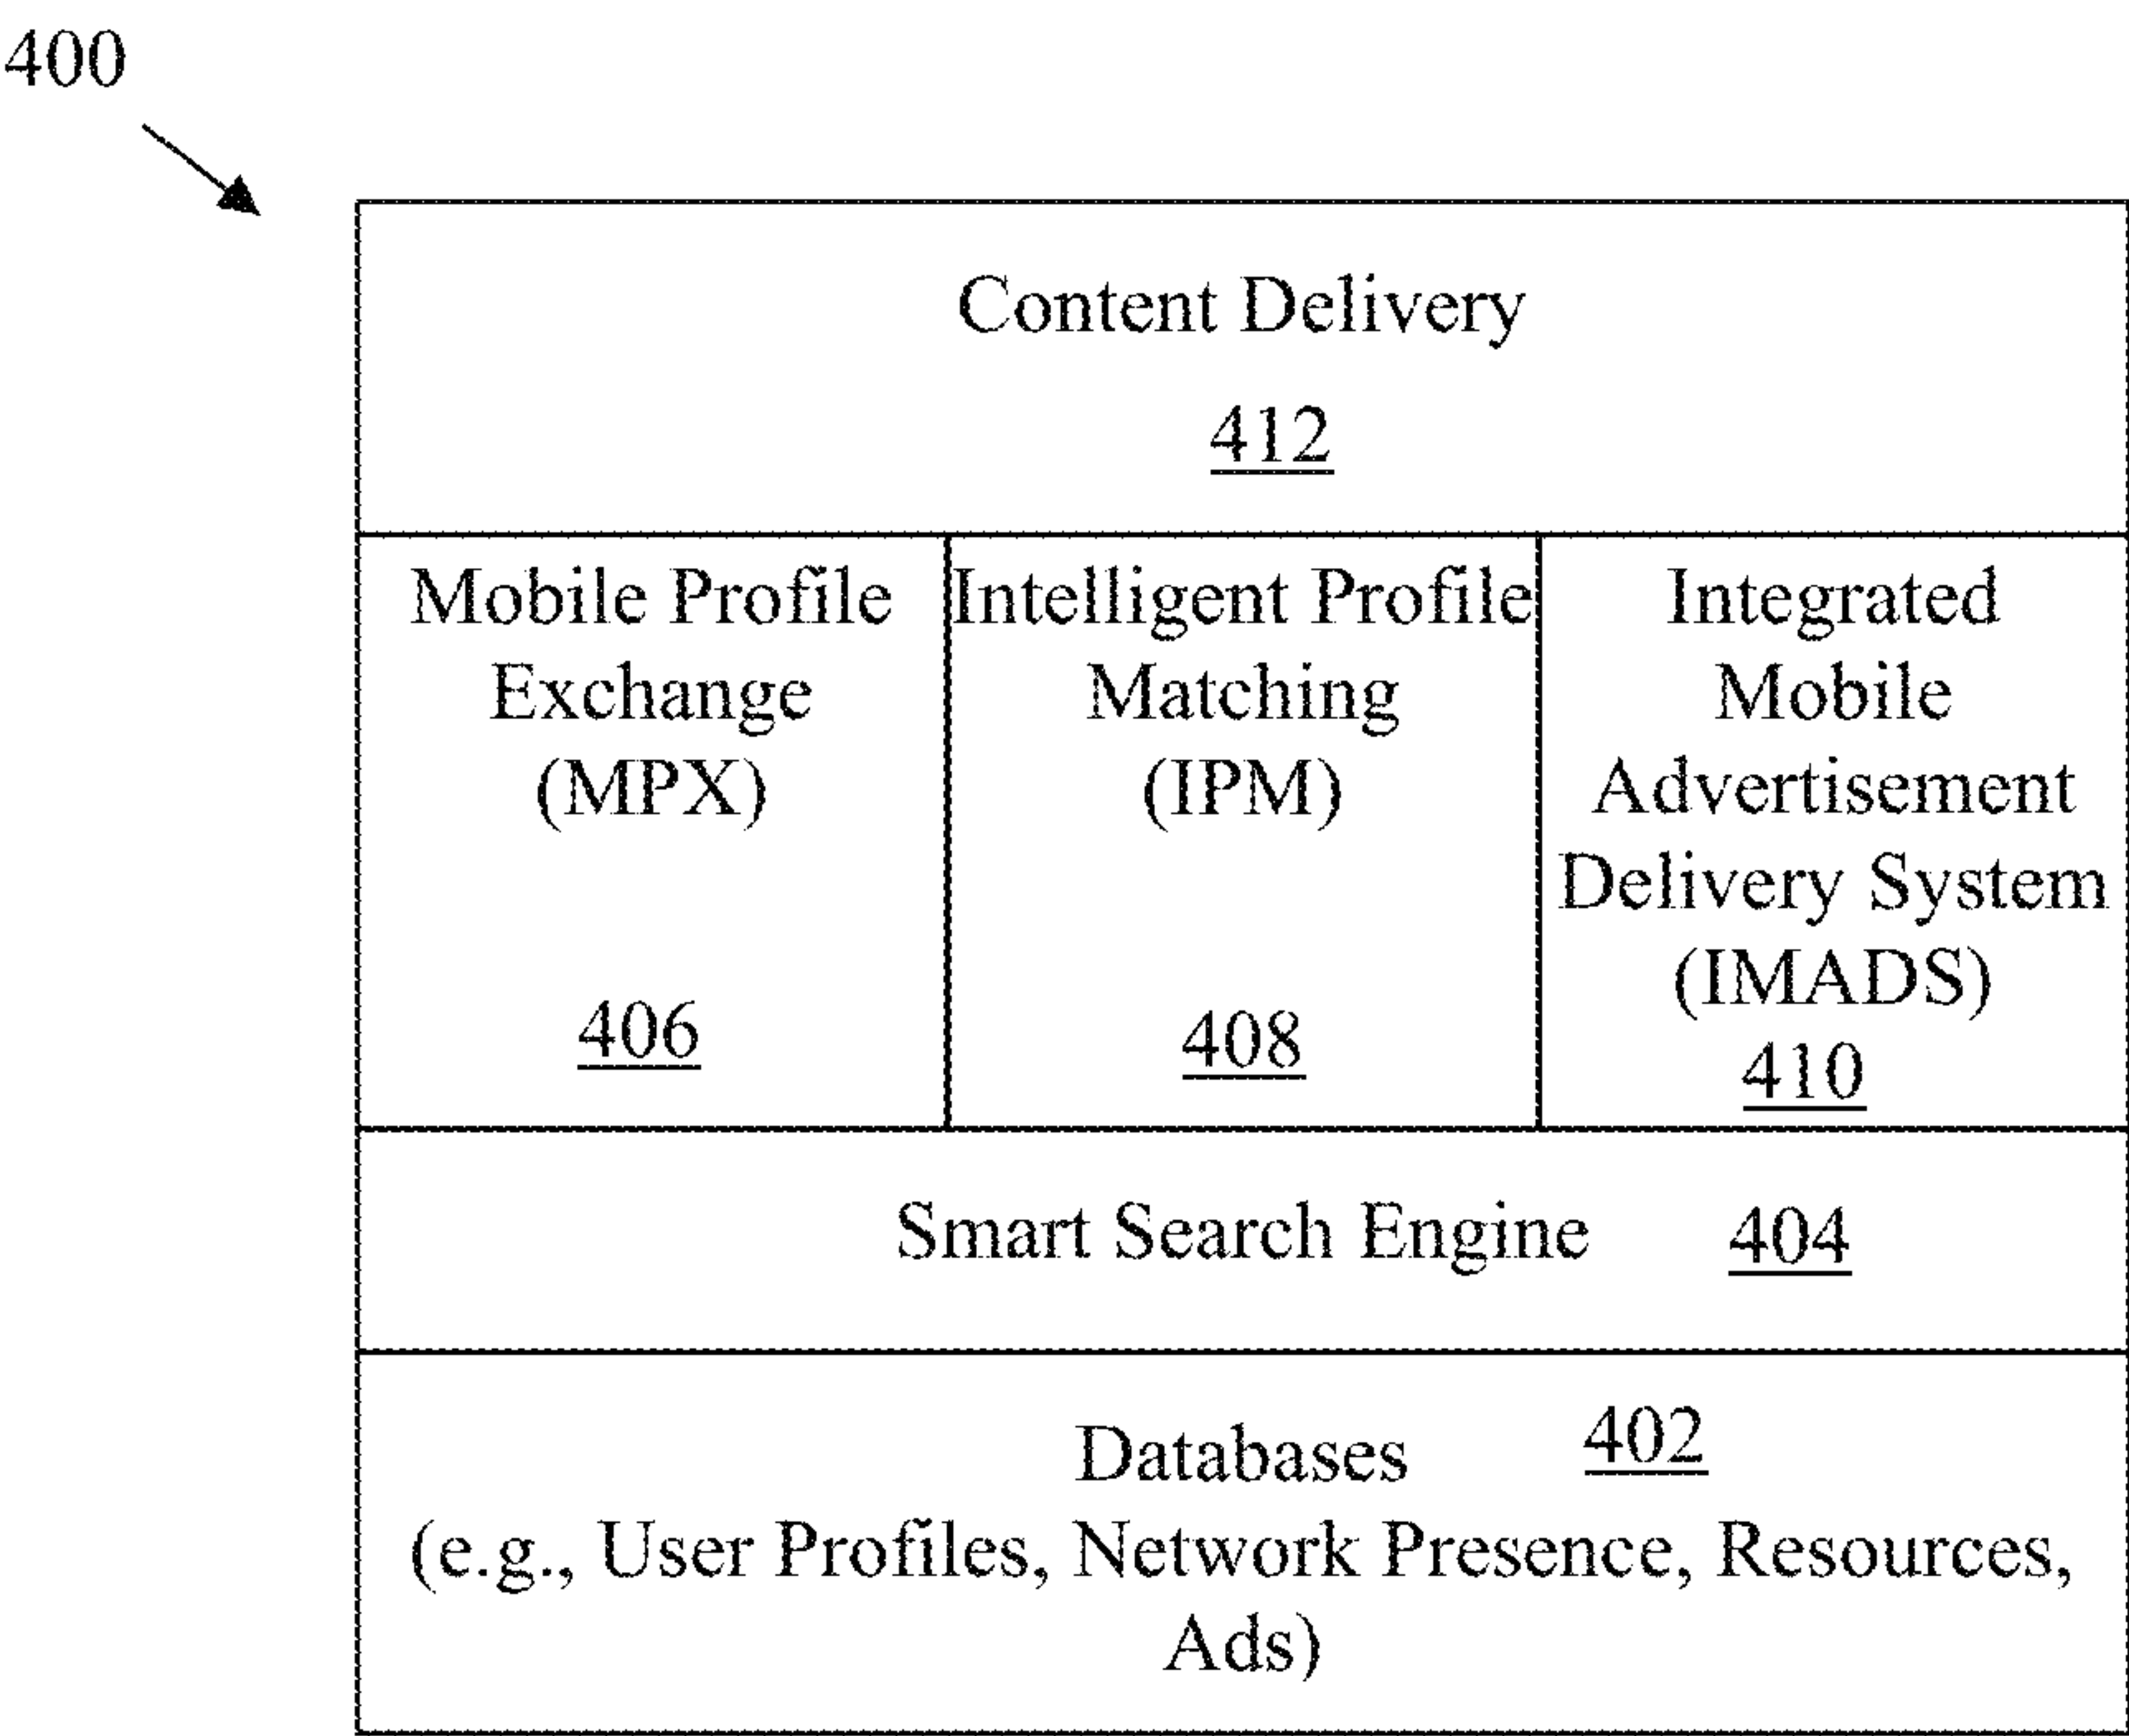 400
Content Delivery
412
Mobile Profile
Exchange
(MPX)
406
Intelligent Profile
Matching
(IPM)
408
Integrated
Mobile
Advertisement
Delivery System
(IMADS)
410
Smart Search Engine 404
Databases 402
(e.g., User Profiles, Network Presence, Resources,
Ads)